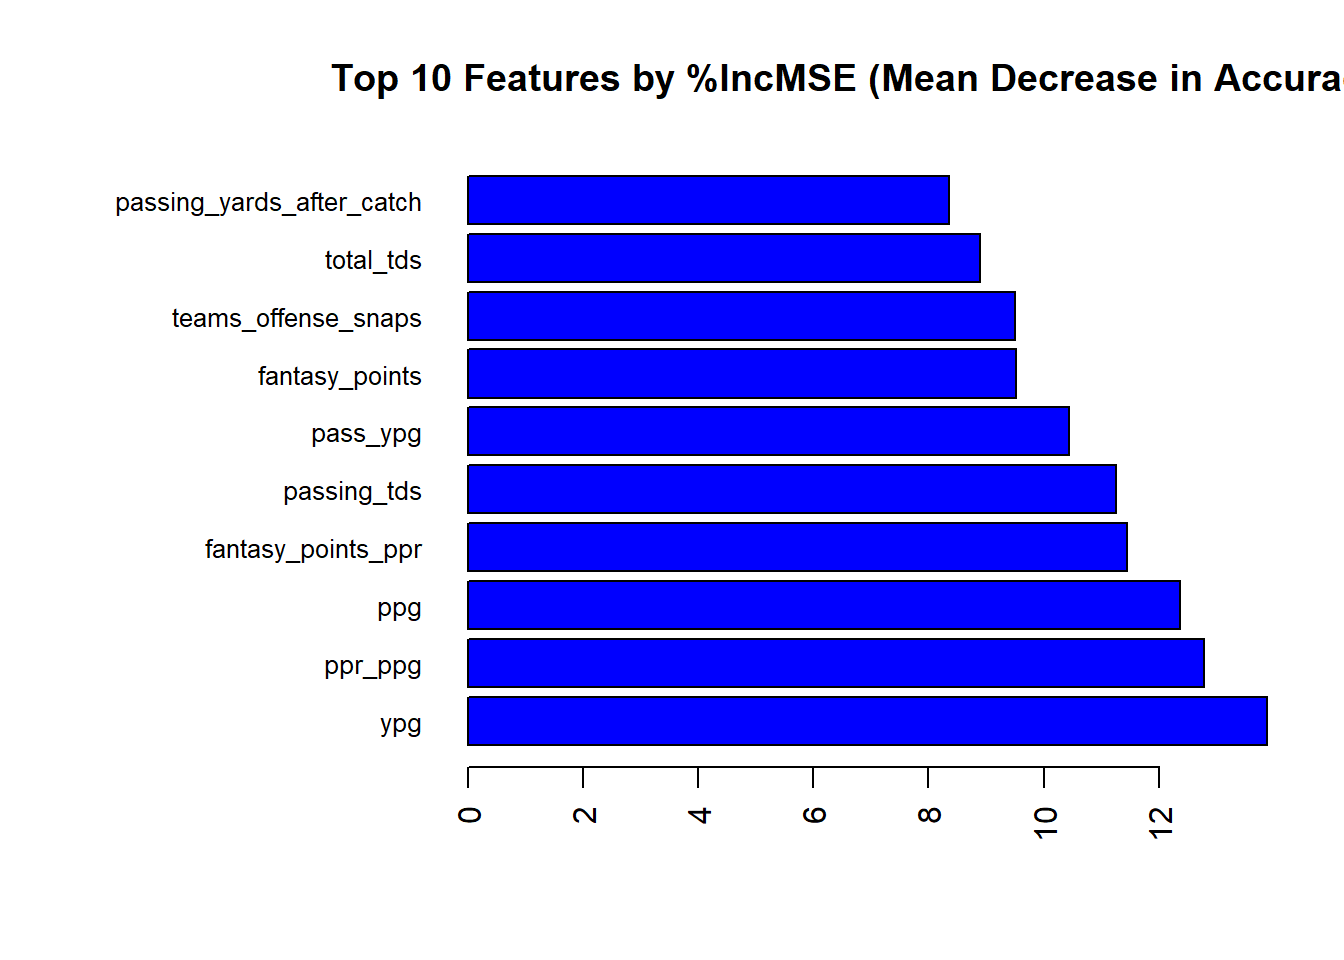 Top 10 Features by %IncMSE (Mean Decrease in Accura
passing_yards_after_catch
total_tds
teams_offense_snaps
fantasy_points
pass_ypg
passing_tds
fantasy_points_ppr
ppg
ppr_ppg
ypg
0 2 4 6 8 10 12